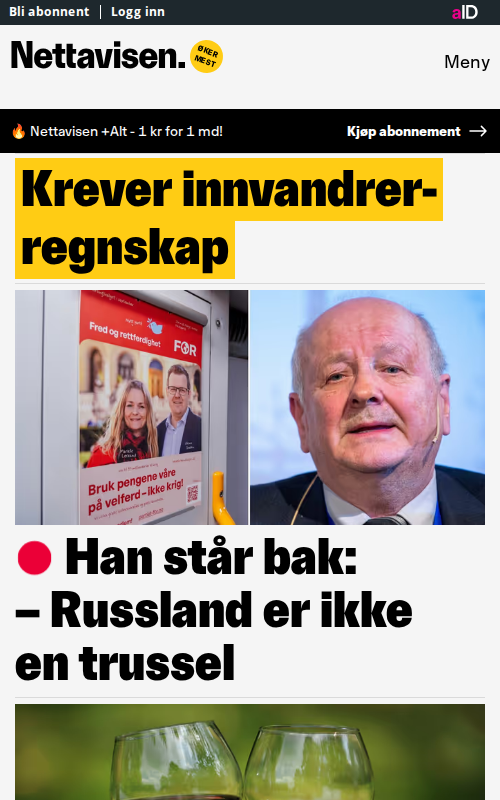 Bli abonnent
Logg inn
aID
Nettavisen.
ØKER
MEST
Meny
🔥 Nettavisen +Alt - 1 kr for 1 md!
Kjøp abonnement →
Krever innvandrer-
regnskap
Fred og rettferdighet
FOR
Bruk pengene våre
på velferd – ikke krig!
Han står bak:
– Russland er ikke
en trussel